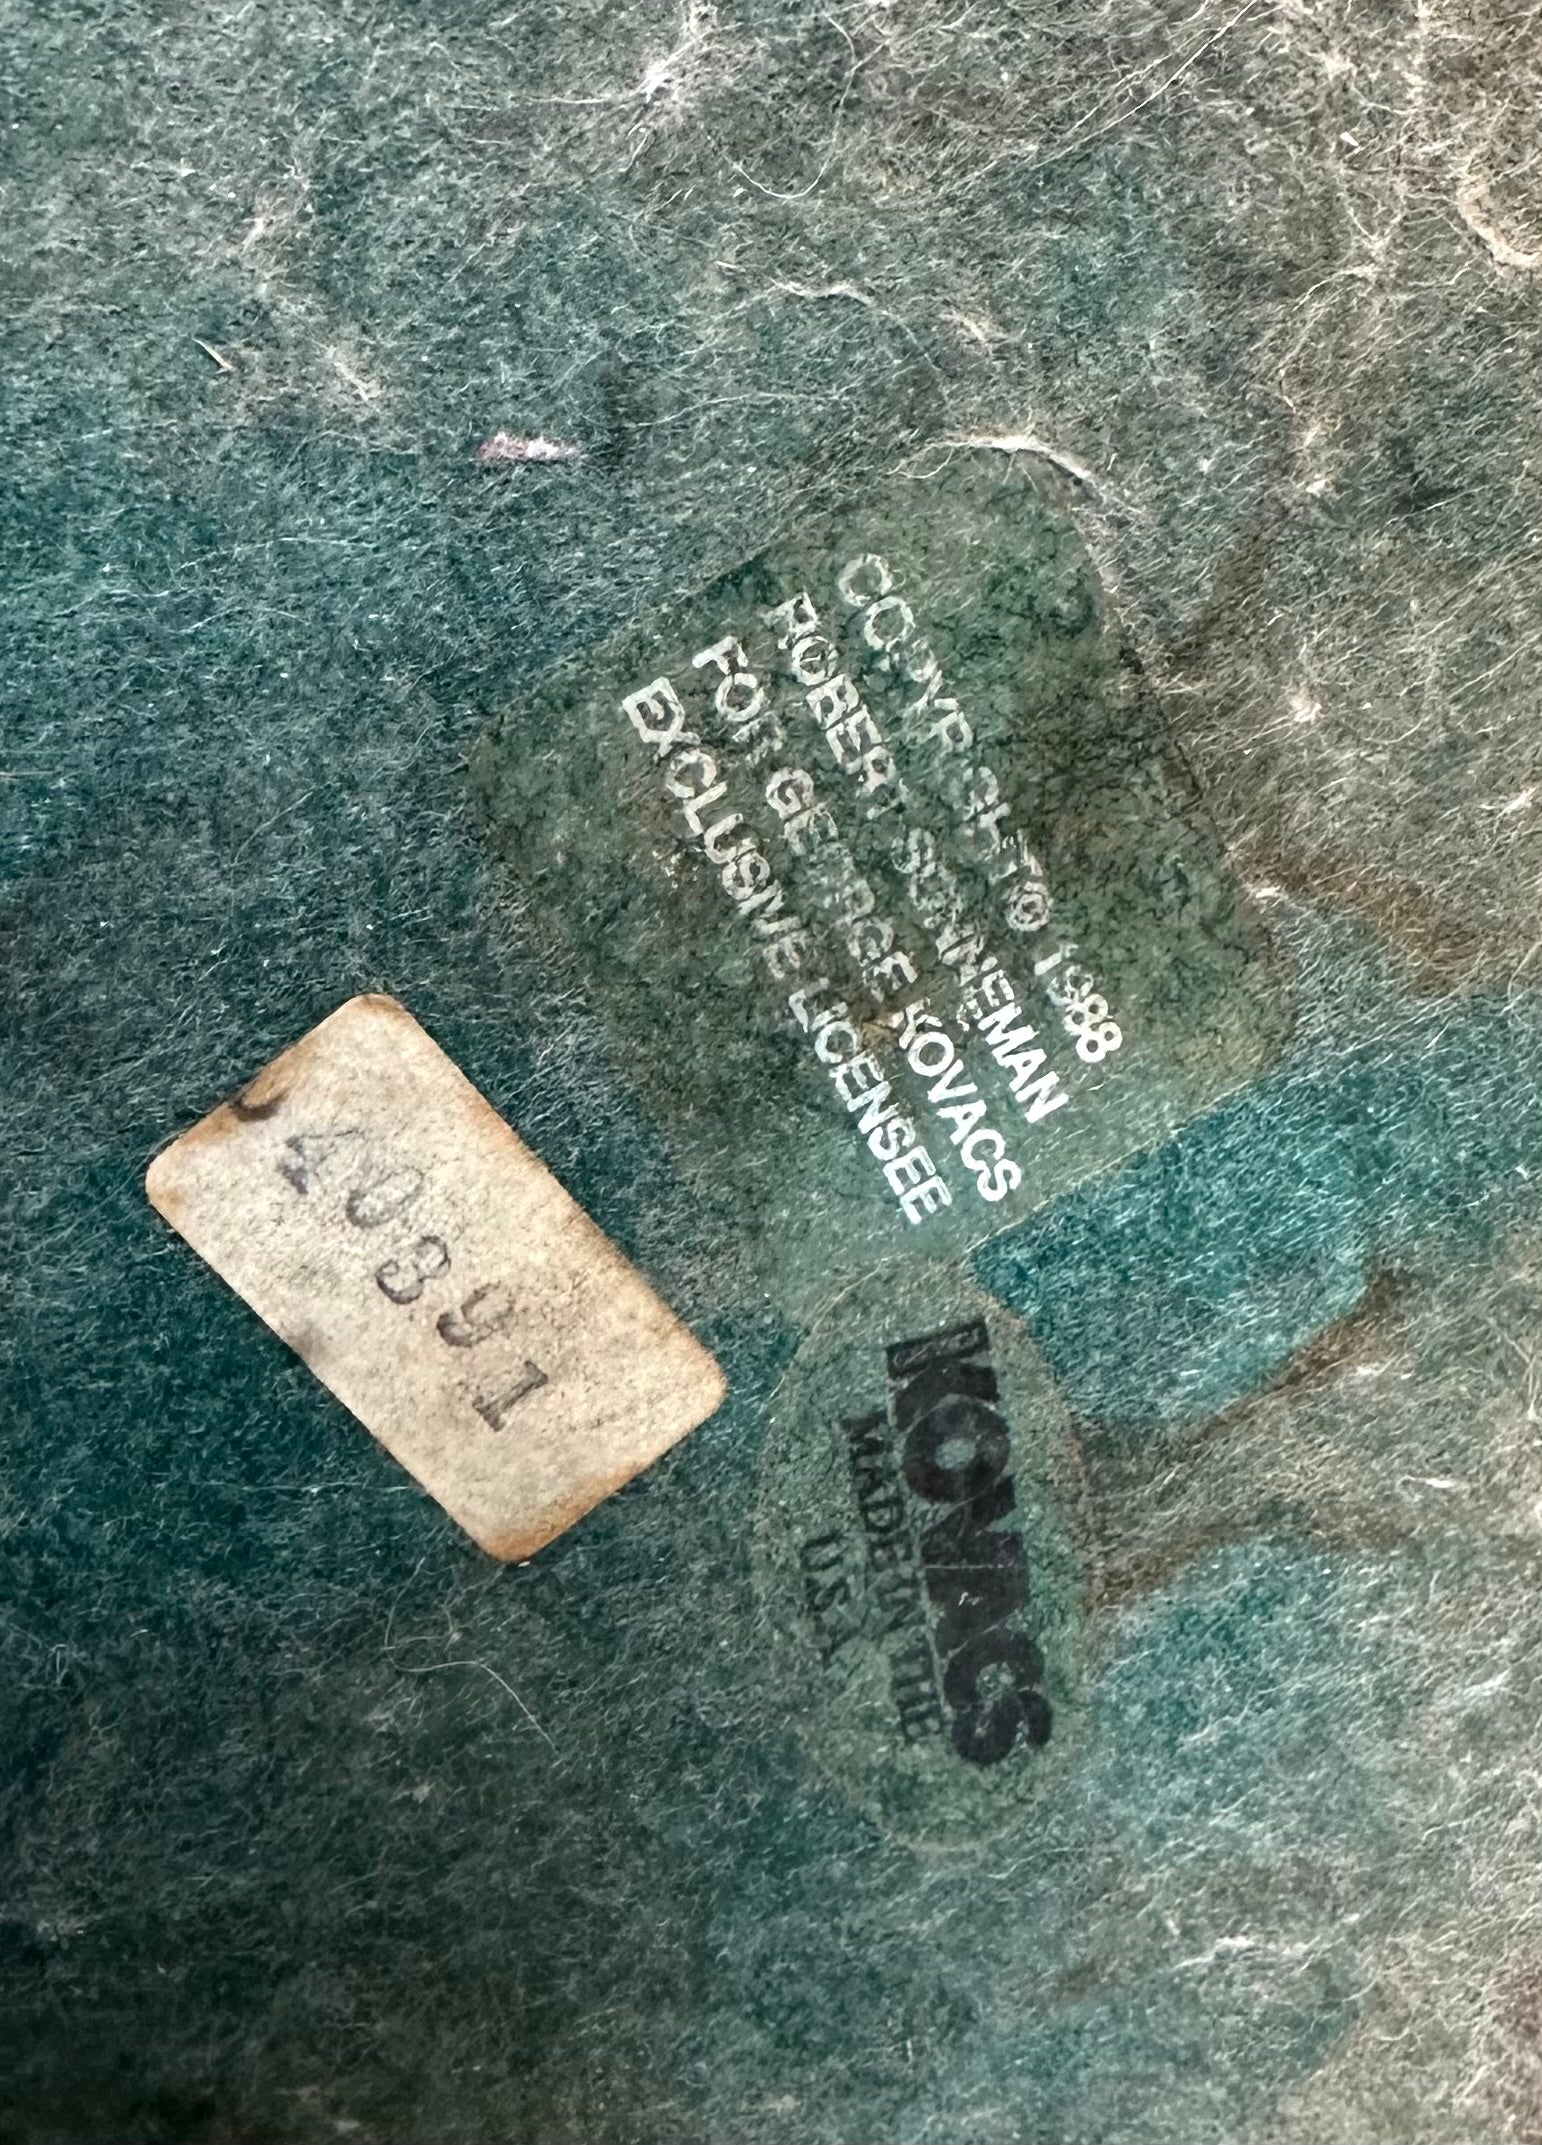 COPYRIGHT© 1988
ROBERT SONNEMAN
FOR GEORGE KOVACS
EXCLUSIVE LICENSEE
40391
KOVACS
MADE IN THE
U.S.A.